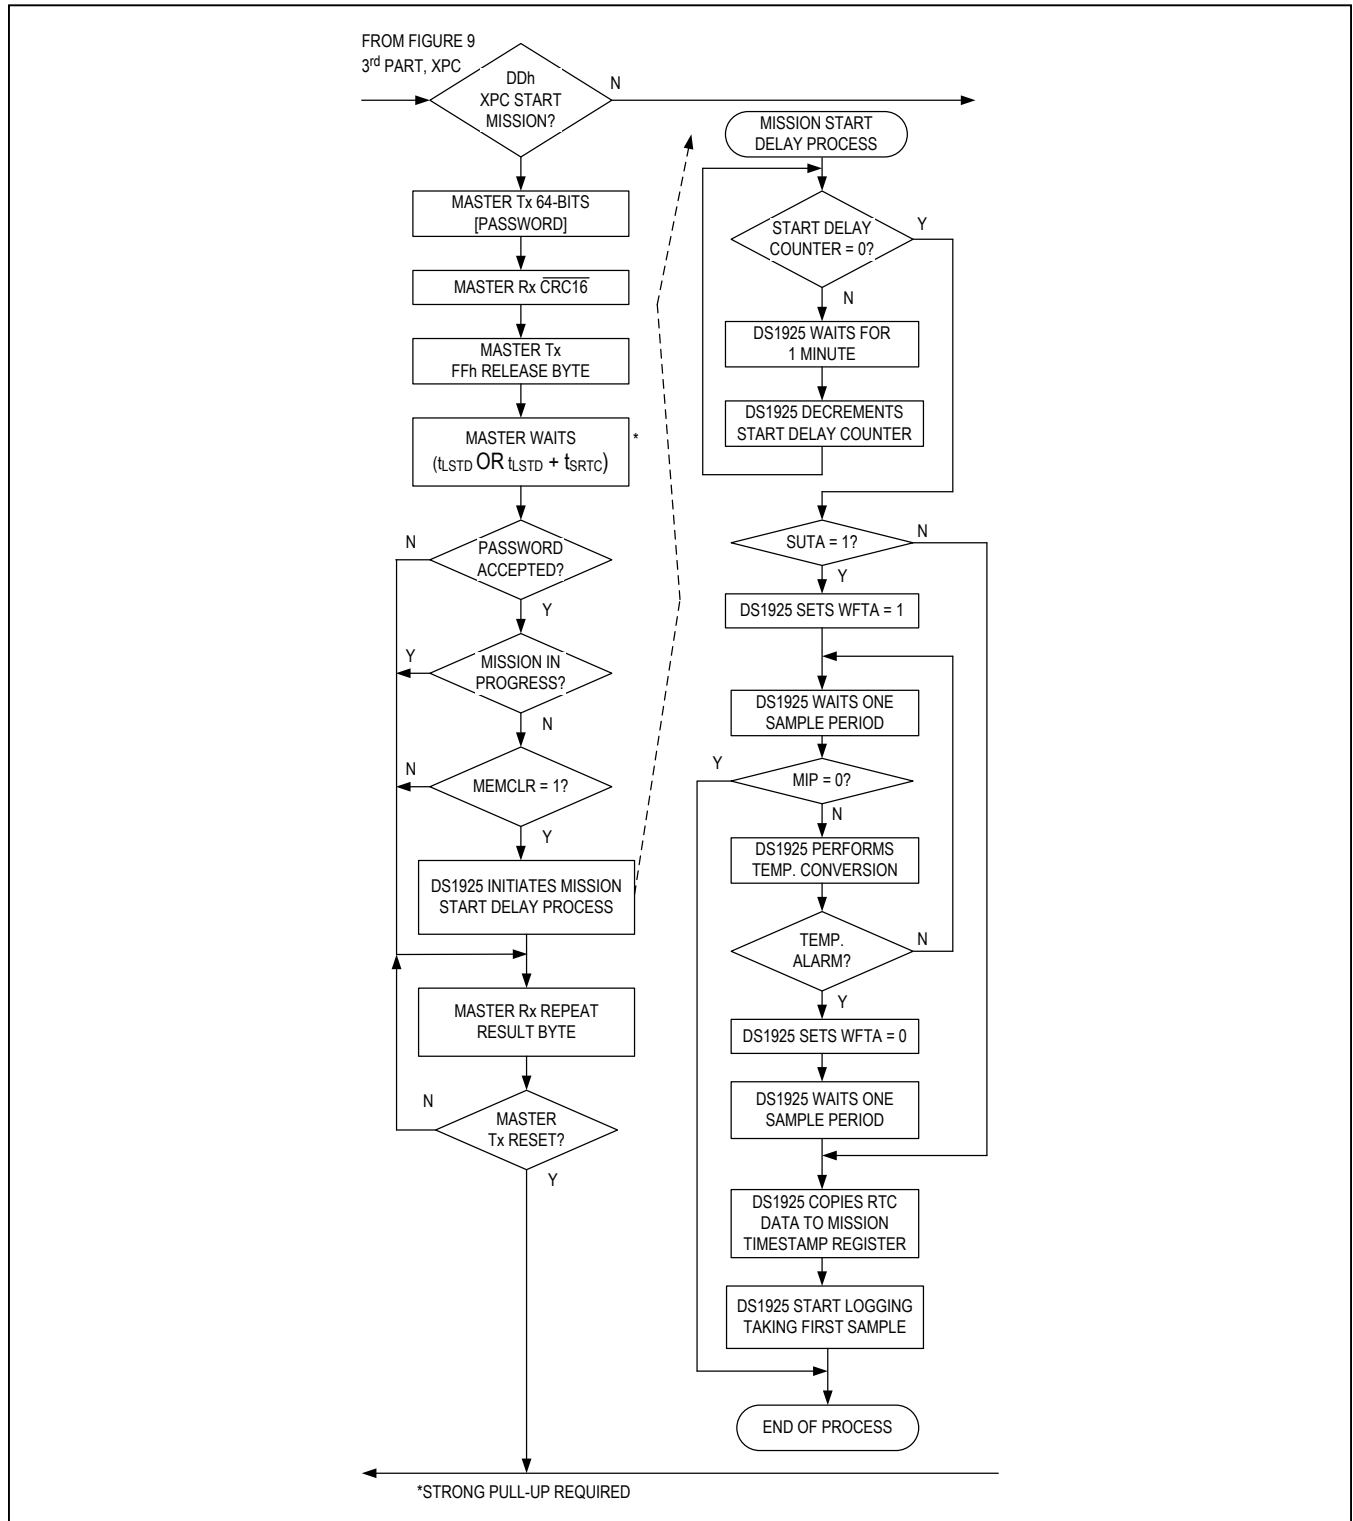 FROM FIGURE 9
3rd PART, XPC
DDh
XPC START
MISSION?
N
MASTER Tx 64-BITS
[PASSWORD]
MASTER Rx CRC16
MASTER Tx
FFh RELEASE BYTE
MASTER WAITS
(tLSTD OR tLSTD + tSRTC)
*
PASSWORD
ACCEPTED?
N
Y
MISSION IN
PROGRESS?
Y
N
MEMCLR = 1?
N
Y
DS1925 INITIATES MISSION
START DELAY PROCESS
MASTER Rx REPEAT
RESULT BYTE
MASTER
Tx RESET?
N
Y
MISSION START
DELAY PROCESS
START DELAY
COUNTER = 0?
Y
N
DS1925 WAITS FOR
1 MINUTE
DS1925 DECREMENTS
START DELAY COUNTER
SUTA = 1?
N
Y
DS1925 SETS WFTA = 1
DS1925 WAITS ONE
SAMPLE PERIOD
MIP = 0?
Y
N
DS1925 PERFORMS
TEMP. CONVERSION
TEMP.
ALARM?
N
Y
DS1925 SETS WFTA = 0
DS1925 WAITS ONE
SAMPLE PERIOD
DS1925 COPIES RTC
DATA TO MISSION
TIMESTAMP REGISTER
DS1925 START LOGGING
TAKING FIRST SAMPLE
END OF PROCESS
*STRONG PULL-UP REQUIRED